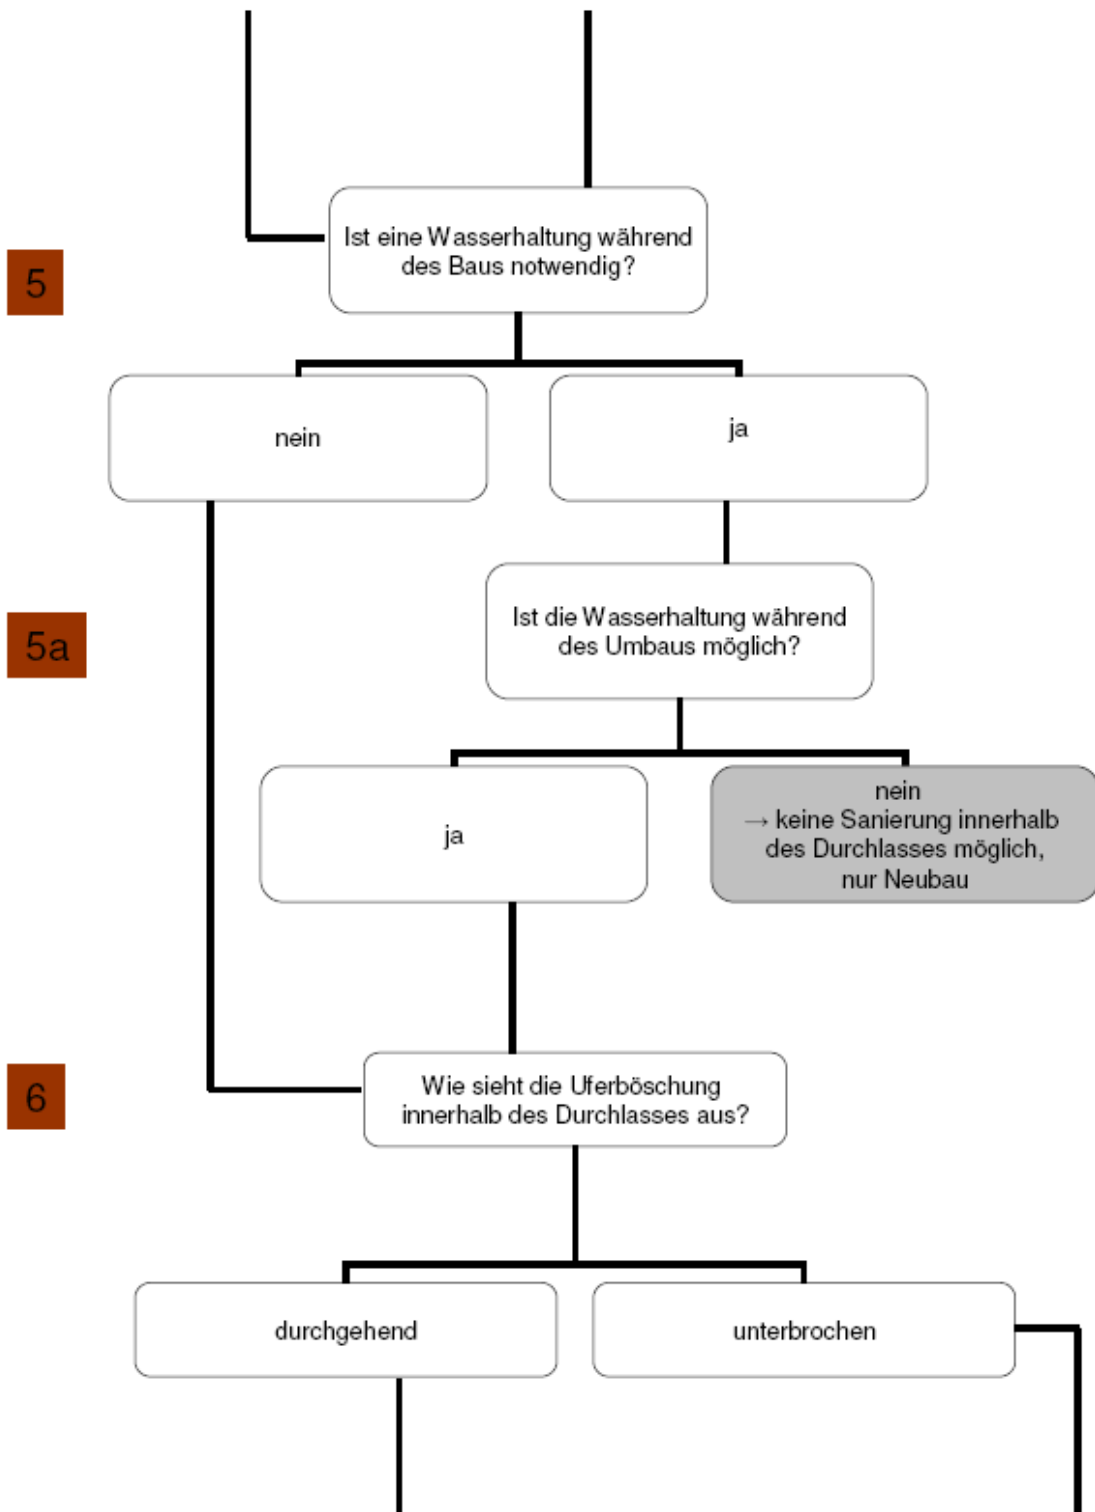 Ist eine Wasserhaltung während
des Baus notwendig?
5
nein
ja
Ist die Wasserhaltung während
des Umbaus möglich?
5a
ja
nein
→ keine Sanierung innerhalb
des Durchlasses möglich,
nur Neubau
Wie sieht die Uferböschung
innerhalb des Durchlasses aus?
6
durchgehend
unterbrochen